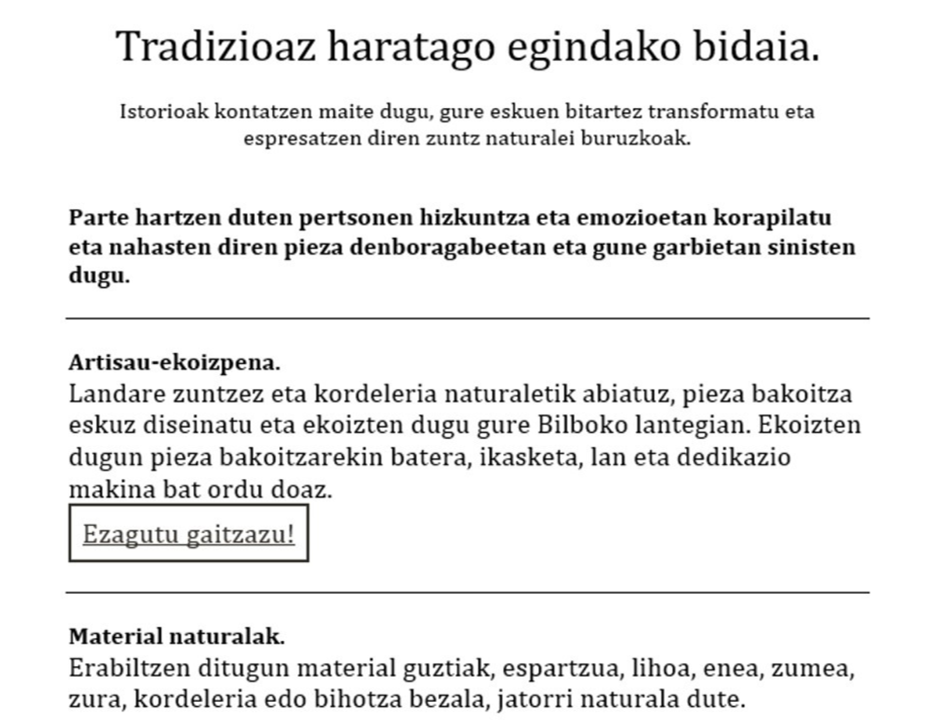 Tradizioaz haratago egindako bidaia.
Istorioak kontatzen maite dugu, gure eskuen bitartez transformatu eta
espresatzen diren zuntz naturalei buruzkoak.
Parte hartzen duten pertsonen hizkuntza eta emozioetan korapilatu
eta nahasten diren pieza denboragabeetan eta gune garbietan sinisten
dugu.
Artisau-ekoizpena.
Landare zuntzez eta kordeleria naturaletik abiatuz, pieza bakoitza
eskuz diseinatu eta ekoizten dugu gure Bilboko lantegian. Ekoizten
dugun pieza bakoitzarekin batera, ikasketa, lan eta dedikazio
makina bat ordu doaz.
Ezagutu gaitzazu!
Material naturalak.
Erabiltzen ditugun material guztiak, espartzua, lihoa, enea, zumea,
zura, kordeleria edo bihotza bezala, jatorri naturala dute.